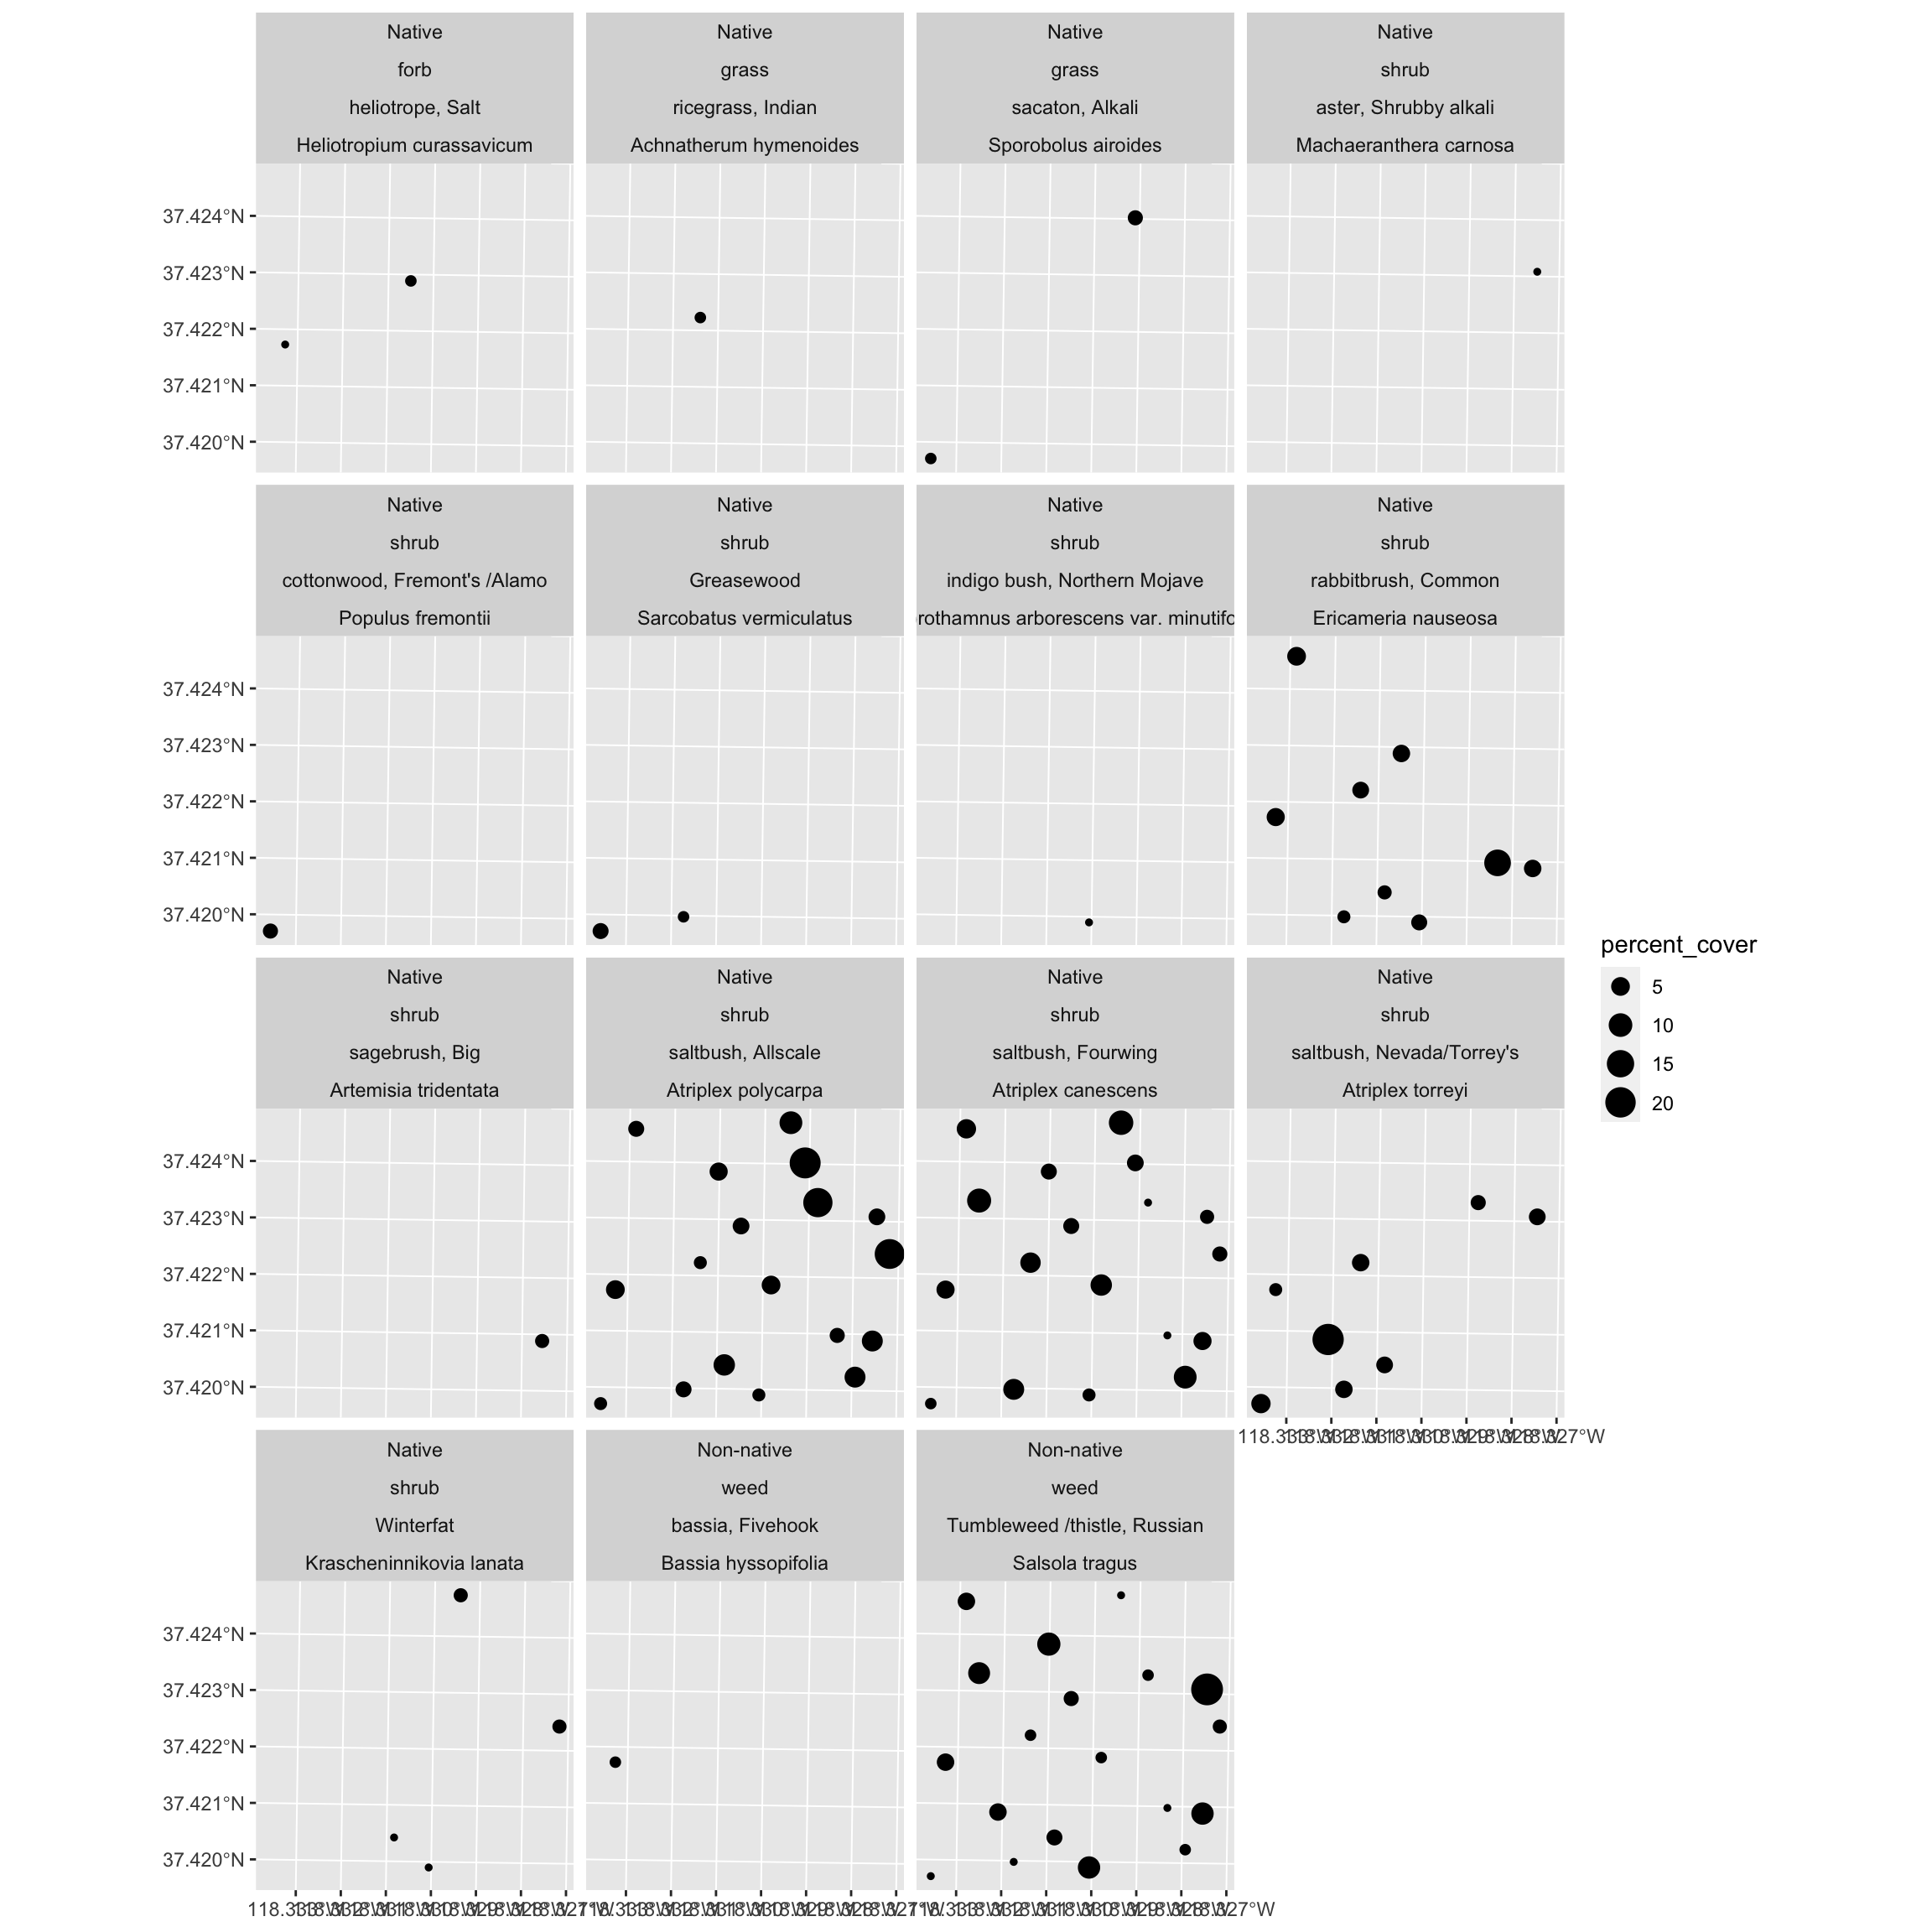 Native
forb
heliotrope, Salt
Heliotropium curassavicum
Native
grass
ricegrass, Indian
Achnatherum hymenoides
Native
grass
sacaton, Alkali
Sporobolus airoides
Native
shrub
aster, Shrubby alkali
Machaeranthera carnosa
37.424°N
37.423°N
37.422°N
37.421°N
37.420°N
Native
shrub
cottonwood, Fremont's /Alamo
Populus fremontii
Native
shrub
Greasewood
Sarcobatus vermiculatus
Native
shrub
indigo bush, Northern Mojave
rothamnus arborescens var. minutifo
Native
shrub
rabbitbrush, Common
Ericameria nauseosa
37.424°N
37.423°N
37.422°N
37.421°N
37.420°N
Native
shrub
sagebrush, Big
Artemisia tridentata
Native
shrub
saltbush, Allscale
Atriplex polycarpa
Native
shrub
saltbush, Fourwing
Atriplex canescens
Native
shrub
saltbush, Nevada/Torrey's
Atriplex torreyi
37.424°N
37.423°N
37.422°N
37.421°N
37.420°N
Native
shrub
Winterfat
Krascheninnikovia lanata
Non-native
weed
bassia, Fivehook
Bassia hyssopifolia
Non-native
weed
Tumbleweed /thistle, Russian
Salsola tragus
37.424°N
37.423°N
37.422°N
37.421°N
37.420°N
percent_cover
5
10
15
20